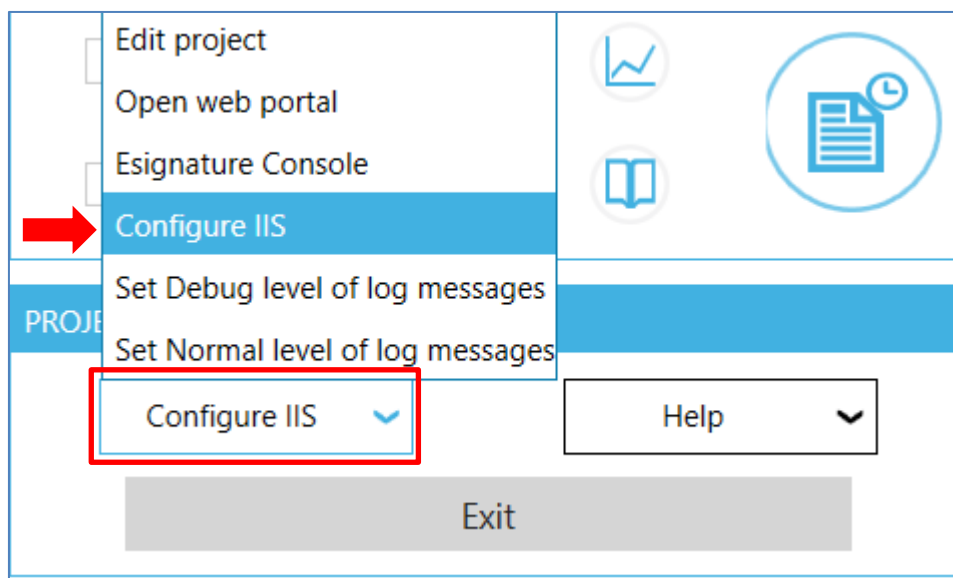 Edit project
Open web portal
Esignature Console
Configure IIS
Set Debug level of log messages
PROJE
Set Normal level of log messages
Configure IIS
Help
Exit